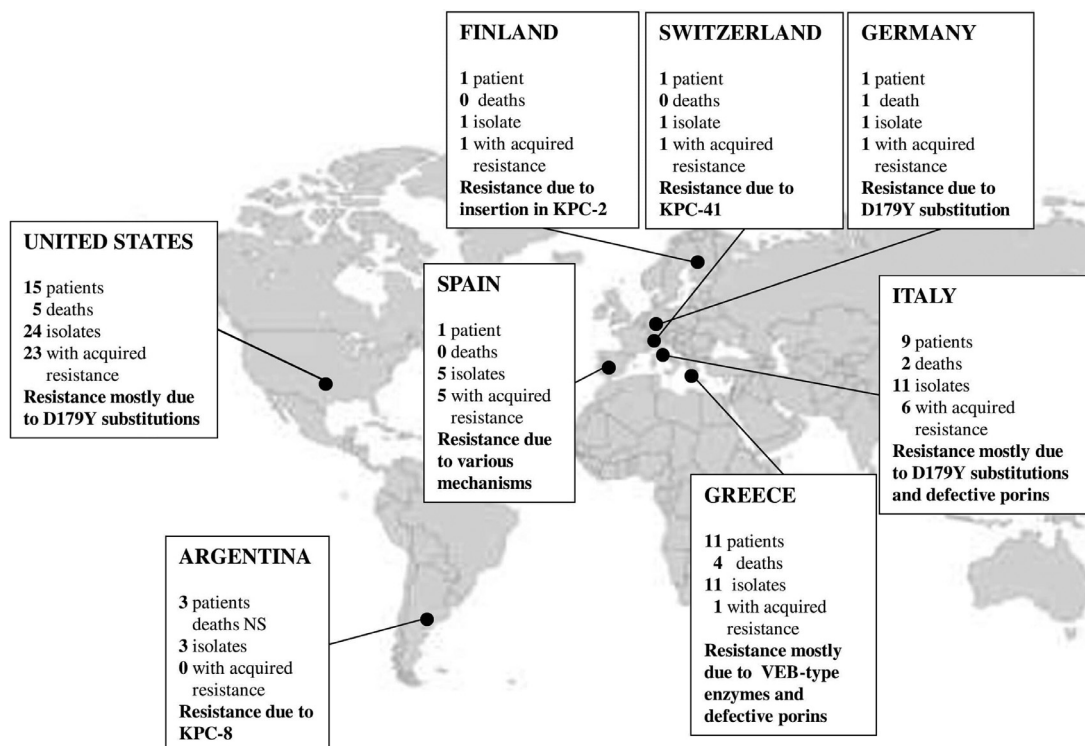 FINLAND
1 patient
0 deaths
1 isolate
1 with acquired
resistance
Resistance due to
insertion in KPC-2
SWITZERLAND
1 patient
0 deaths
1 isolate
1 with acquired
resistance
Resistance due to
KPC-41
GERMANY
1 patient
1 death
1 isolate
1 with acquired
resistance
Resistance due to
D179Y substitution
UNITED STATES
15 patients
5 deaths
24 isolates
23 with acquired
resistance
Resistance mostly due
to D179Y substitutions
SPAIN
1 patient
0 deaths
5 isolates
5 with acquired
resistance
Resistance due
to various
mechanisms
ITALY
9 patients
2 deaths
11 isolates
6 with acquired
resistance
Resistance mostly due
to D179Y substitutions
and defective porins
GREECE
11 patients
4 deaths
11 isolates
1 with acquired
resistance
Resistance mostly
due to VEB-type
enzymes and
defective porins
ARGENTINA
3 patients
deaths NS
3 isolates
0 with acquired
resistance
Resistance due to
KPC-8